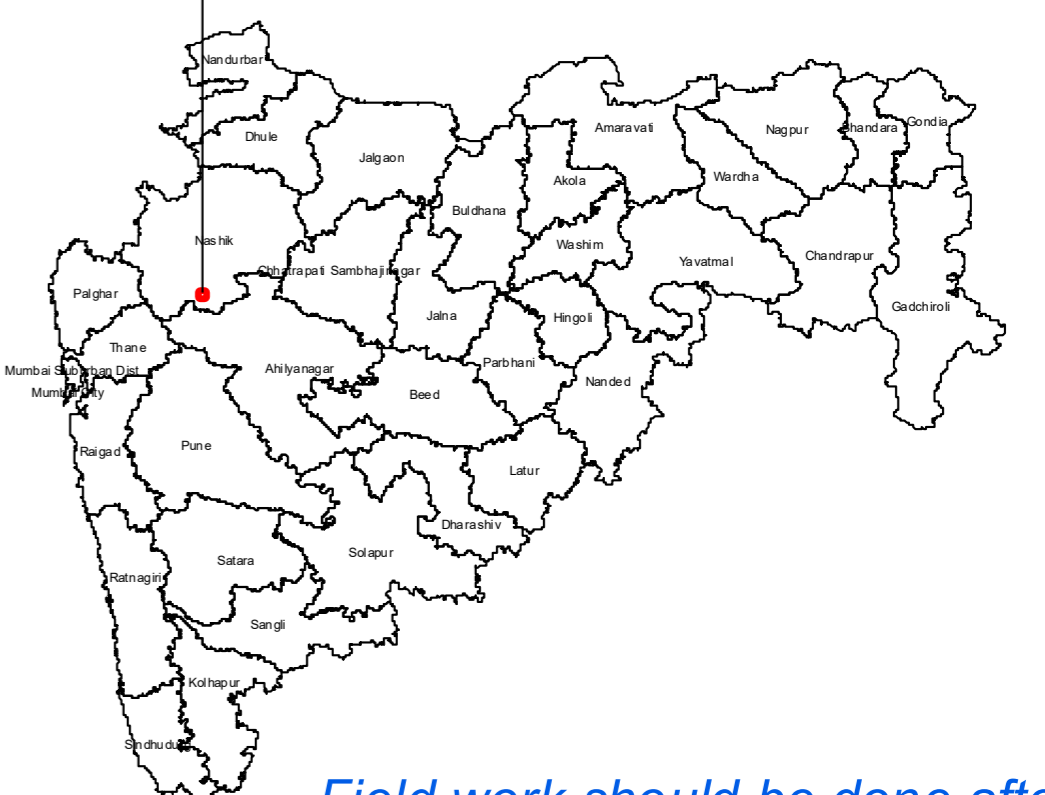 Nandurbar
Dhule
Jalgaon
Amaravati
Nagpur
Bhandara
Gondia
Akola
Wardha
Buldhana
Nashik
Washim
Yavatmal
Chandrapur
Chhatrapati Sambhajinagar
Palghar
Jalna
Hingoli
Gadchiroli
Thane
Mumbai Suburban Dist.
Mumbai City
Ahilyanagar
Parbhani
Nanded
Beed
Raigad
Pune
Latur
Dharashiv
Solapur
Satara
Ratnagiri
Sangli
Kolhapur
Sindhudurg
Field work should be done afte